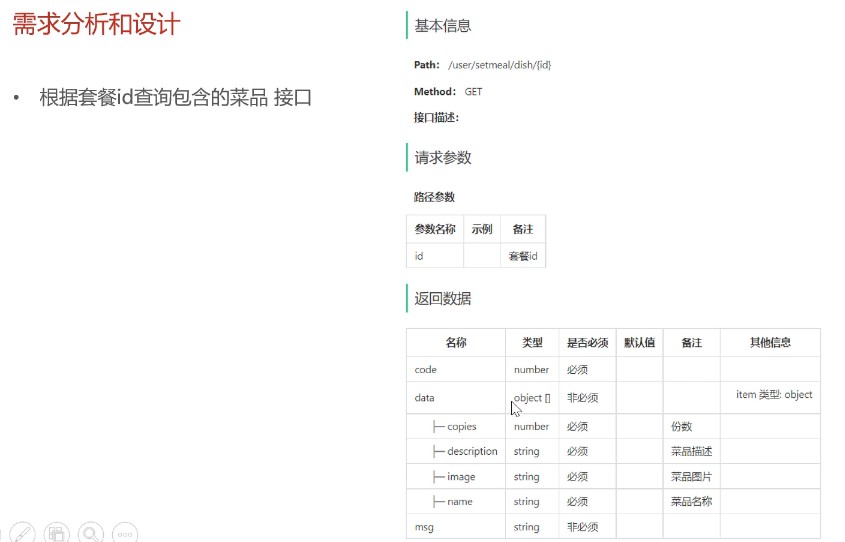 需求分析和设计
• 根据套餐id查询包含的菜品 接口
基本信息
Path： /user/setmeal/dish/{id}
Method： GET
接口描述：
请求参数
路径参数
参数名称 示例 备注
id 套餐id
返回数据
名称 类型 是否必须 默认值 备注 其他信息
code number 必须
data object [] 非必须 item 类型: object
├─ copies number 必须 份数
├─ description string 必须 菜品描述
├─ image string 必须 菜品图片
├─ name string 必须 菜品名称
msg string 非必须